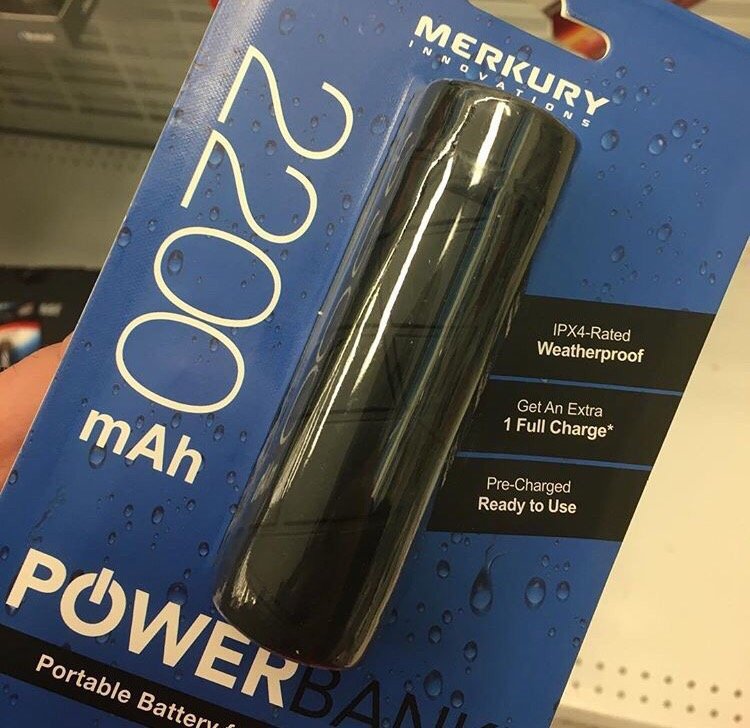 MERKURY
INNOVATIONS
2200
mAh
IPX4-Rated
Weatherproof
Get An Extra
1 Full Charge*
Pre-Charged
Ready to Use
POWERBANK
Portable Battery